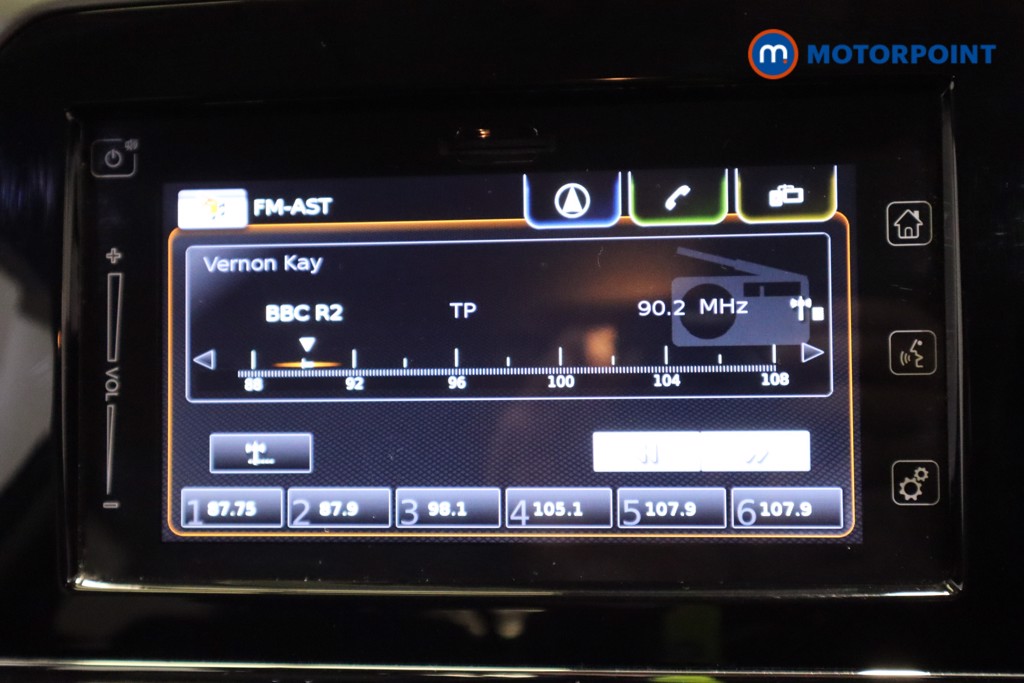 m MOTORPOINT
FM-AST
Vernon Kay
BBC R2 TP 90.2 MHz
88 92 96 100 104 108
VOL
1 87.75 2 87.9 3 98.1 4 105.1 5 107.9 6 107.9